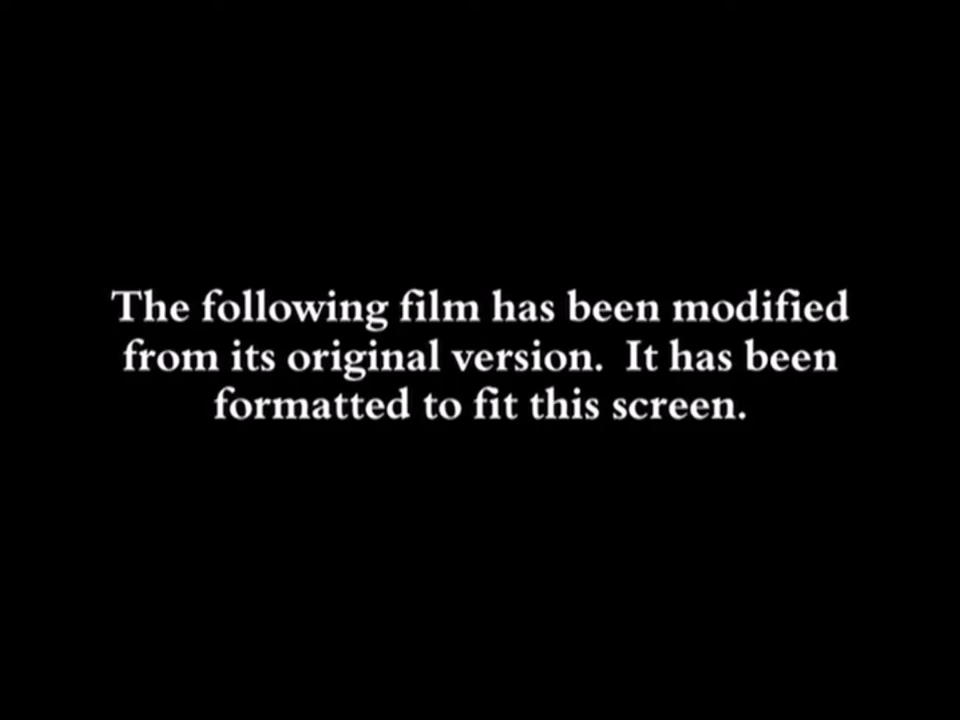 The following film has been modified
from its original version.  It has been
formatted to fit this screen.